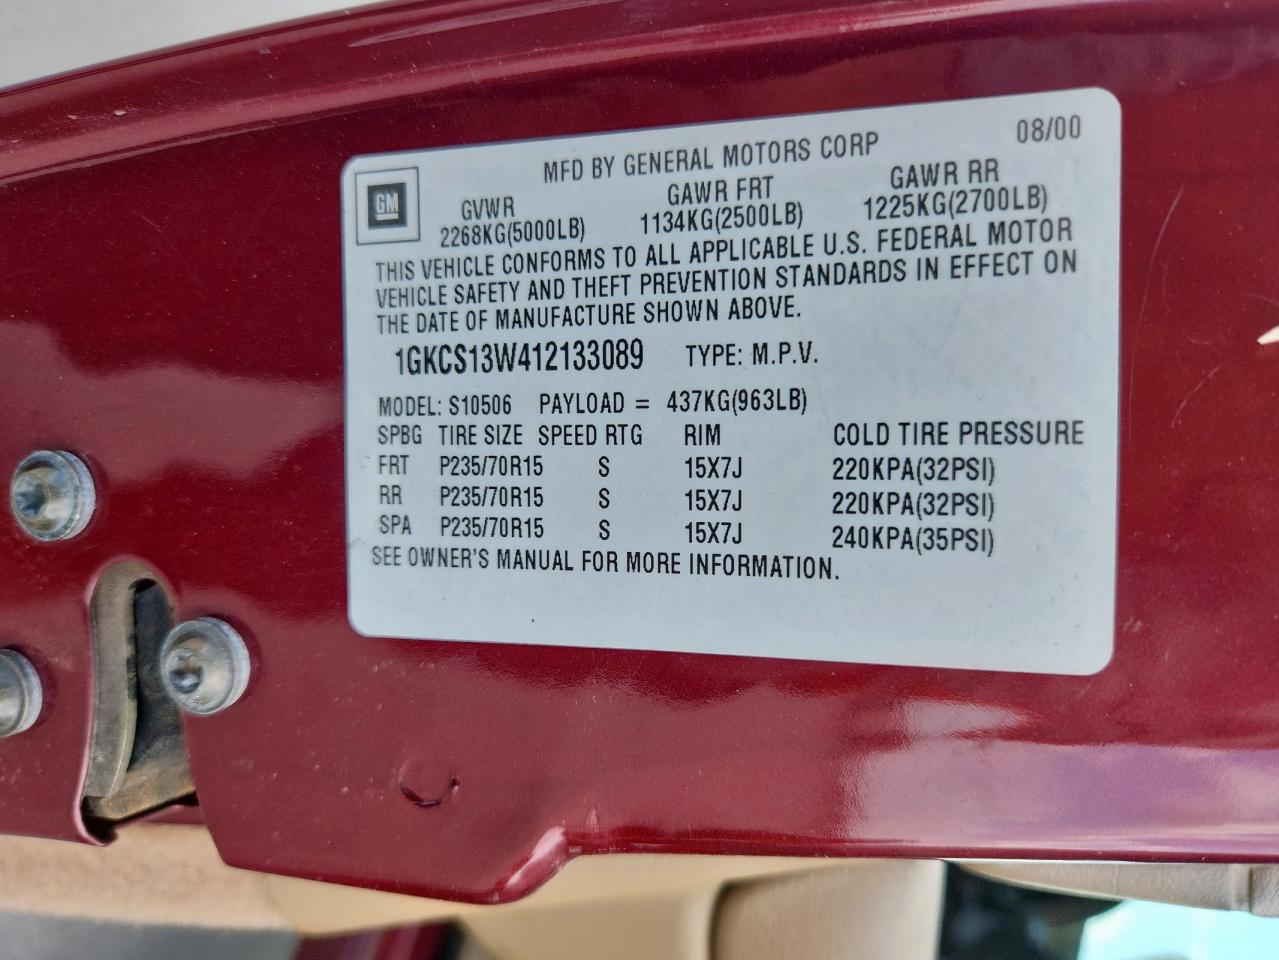 MFD BY GENERAL MOTORS CORP 08/00
GM
GVWR GAWR FRT GAWR RR
2268KG(5000LB) 1134KG(2500LB) 1225KG(2700LB)
THIS VEHICLE CONFORMS TO ALL APPLICABLE U.S. FEDERAL MOTOR
VEHICLE SAFETY AND THEFT PREVENTION STANDARDS IN EFFECT ON
THE DATE OF MANUFACTURE SHOWN ABOVE.
1GKCS13W412133089 TYPE: M.P.V.
MODEL: S10506 PAYLOAD = 437KG(963LB)
SPBG TIRE SIZE SPEED RTG RIM COLD TIRE PRESSURE
FRT P235/70R15 S 15X7J 220KPA(32PSI)
RR P235/70R15 S 15X7J 220KPA(32PSI)
SPA P235/70R15 S 15X7J 240KPA(35PSI)
SEE OWNER'S MANUAL FOR MORE INFORMATION.